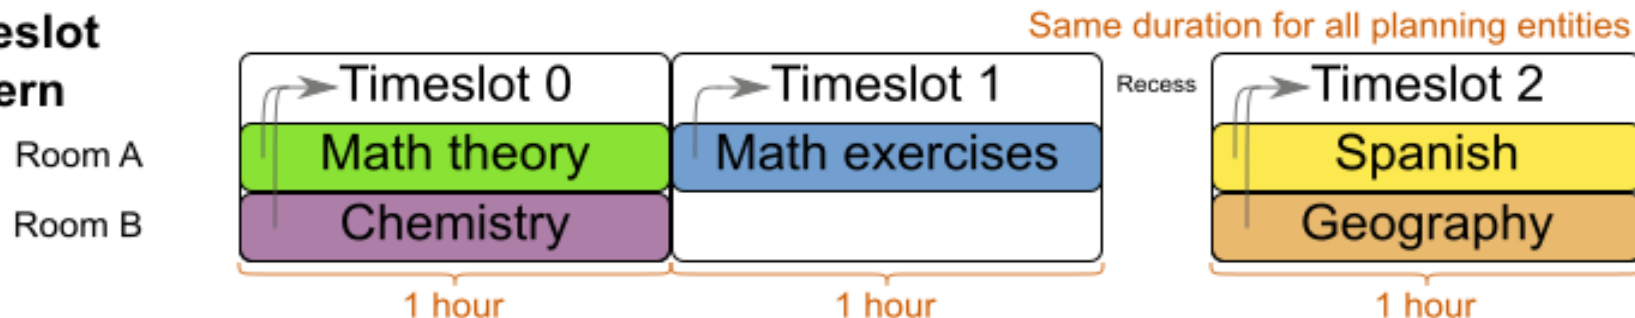 Same duration for all planning entities
eslot
ern
Timeslot 0 Timeslot 1 Recess Timeslot 2
Room A Math theory Math exercises Spanish
Room B Chemistry Geography
1 hour 1 hour 1 hour